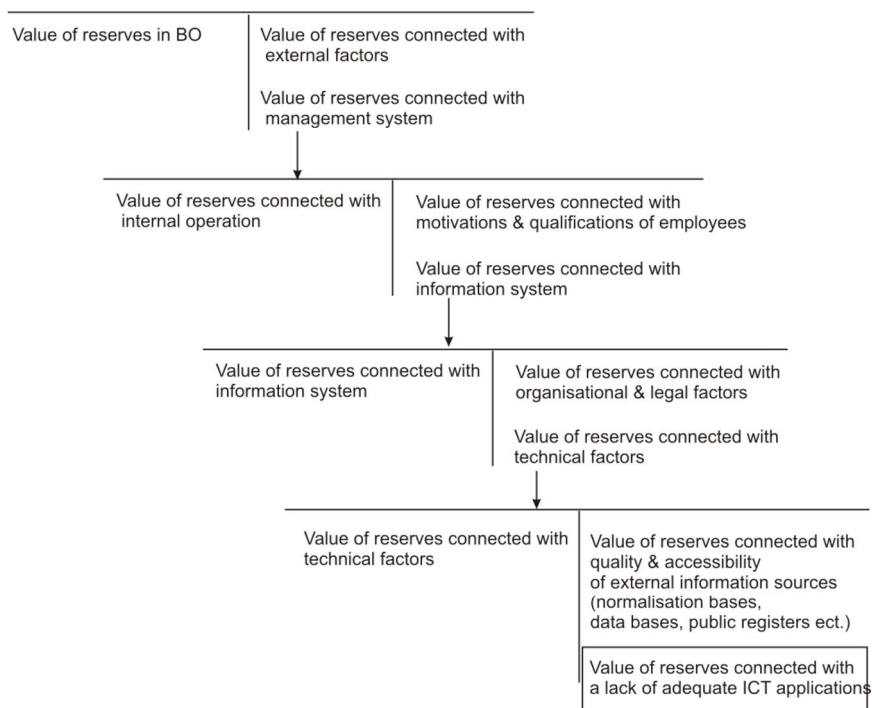 Value of reserves in BO
Value of reserves connected with
external factors
Value of reserves connected with
management system
Value of reserves connected with
internal operation
Value of reserves connected with
motivations & qualifications of employees
Value of reserves connected with
information system
Value of reserves connected with
information system
Value of reserves connected with
organisational & legal factors
Value of reserves connected with
technical factors
Value of reserves connected with
technical factors
Value of reserves connected with
quality & accessibility
of external information sources
(normalisation bases,
data bases, public registers ect.)
Value of reserves connected with
a lack of adequate ICT applications